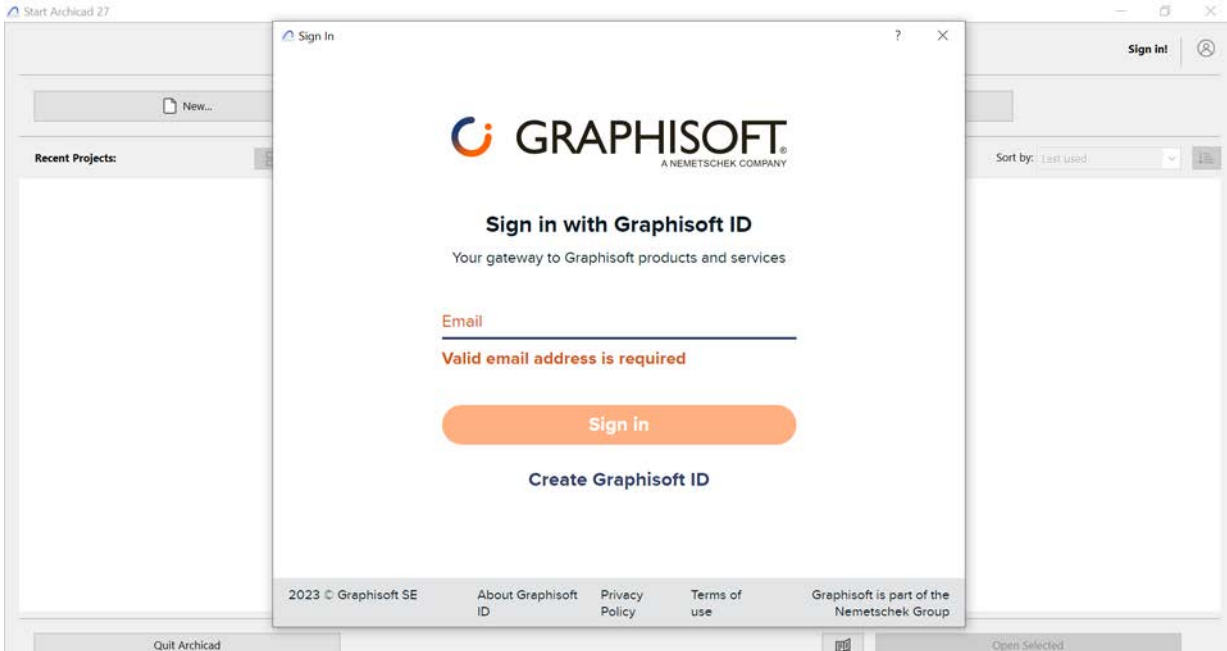 Start Archicad 27
Sign In
?
Sign in!
New...
GRAPHISOFT®
A NEMETSCHEK COMPANY
Recent Projects:
Sort by: Last used
Sign in with Graphisoft ID
Your gateway to Graphisoft products and services
Email
Valid email address is required
Sign in
Create Graphisoft ID
2023 © Graphisoft SE
About Graphisoft
ID
Privacy
Policy
Terms of
use
Graphisoft is part of the
Nemetschek Group
Quit Archicad
Open Selected